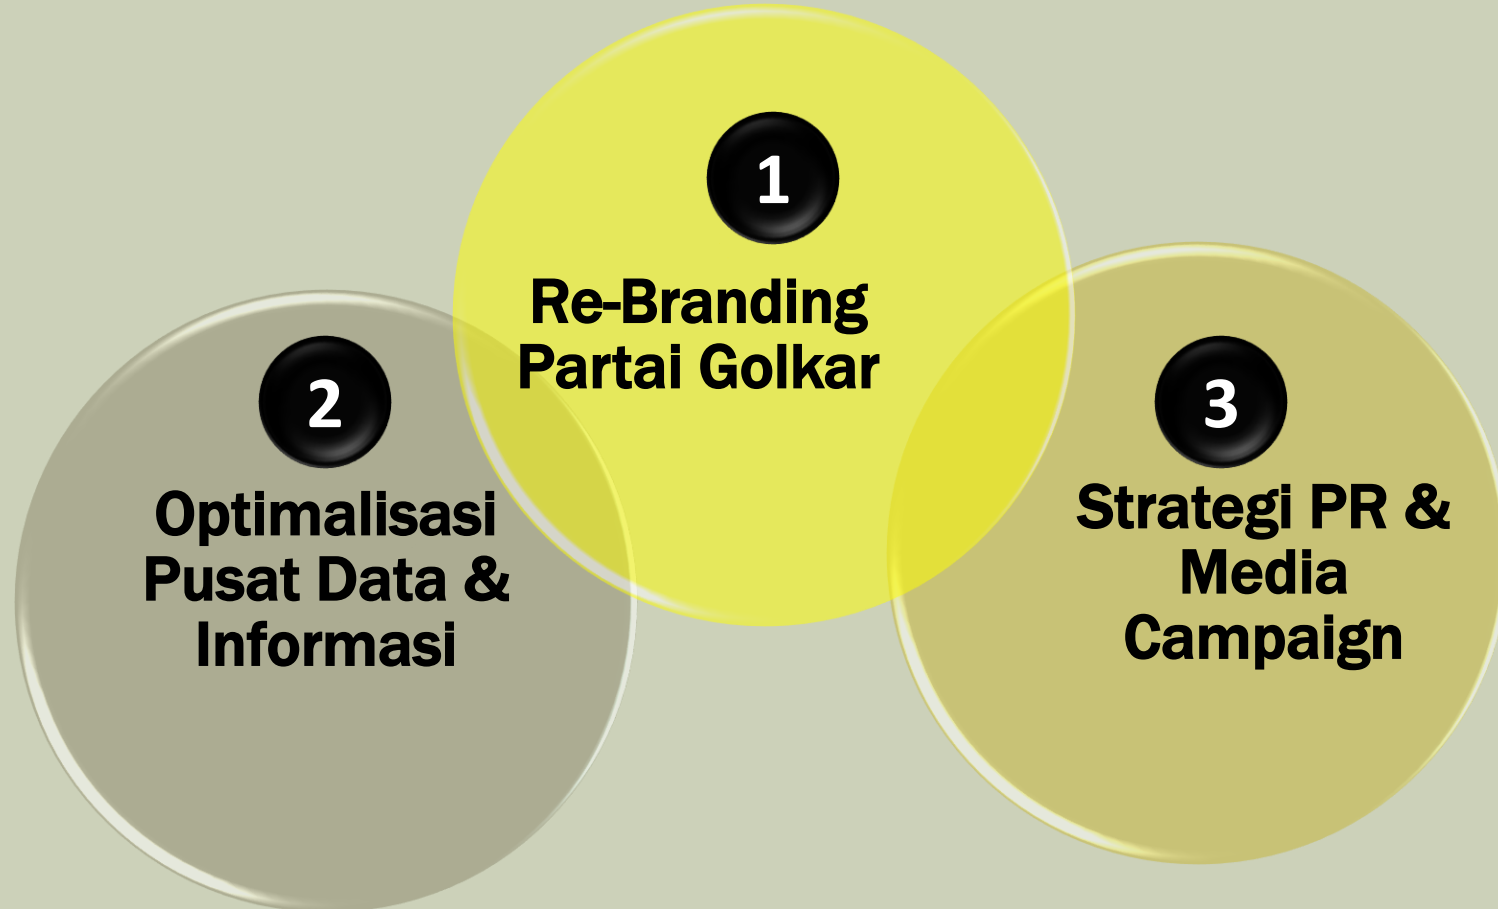 1
Re-Branding
Partai Golkar
2
Optimalisasi
Pusat Data &
Informasi
3
Strategi PR &
Media
Campaign